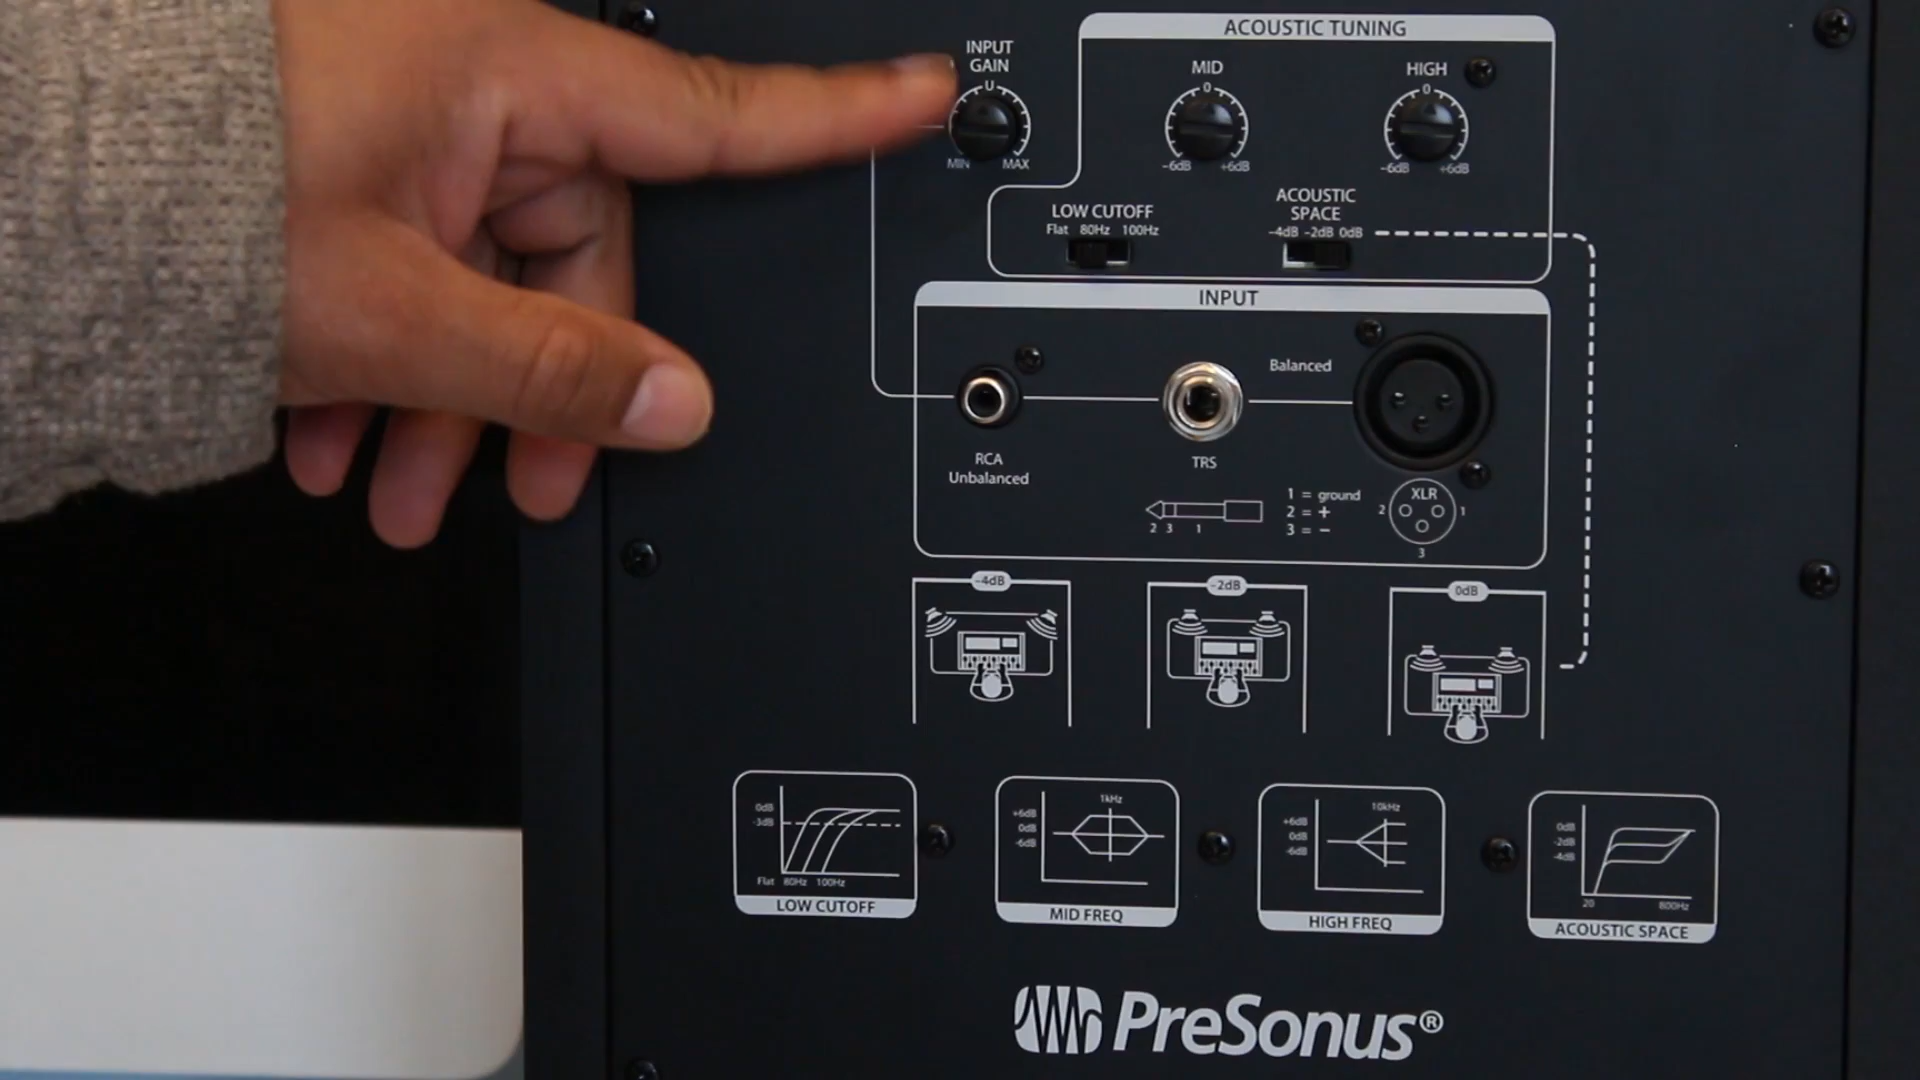 ACOUSTIC TUNING
INPUT
GAIN
U
MIN MAX
MID
0
-6dB +6dB
HIGH
0
-6dB +6dB
LOW CUTOFF
Flat 80Hz 100Hz
ACOUSTIC
SPACE
-4dB -2dB 0dB
INPUT
Balanced
RCA
Unbalanced
TRS
2 3 1
1 = ground
2 = +
3 = −
XLR
2 1
3
-4dB
-2dB
0dB
0dB
-3dB
Flat 80Hz 100Hz
LOW CUTOFF
1kHz
+6dB
0dB
-6dB
MID FREQ
10kHz
+6dB
0dB
-6dB
HIGH FREQ
0dB
-2dB
-4dB
20 800Hz
ACOUSTIC SPACE
PreSonus®